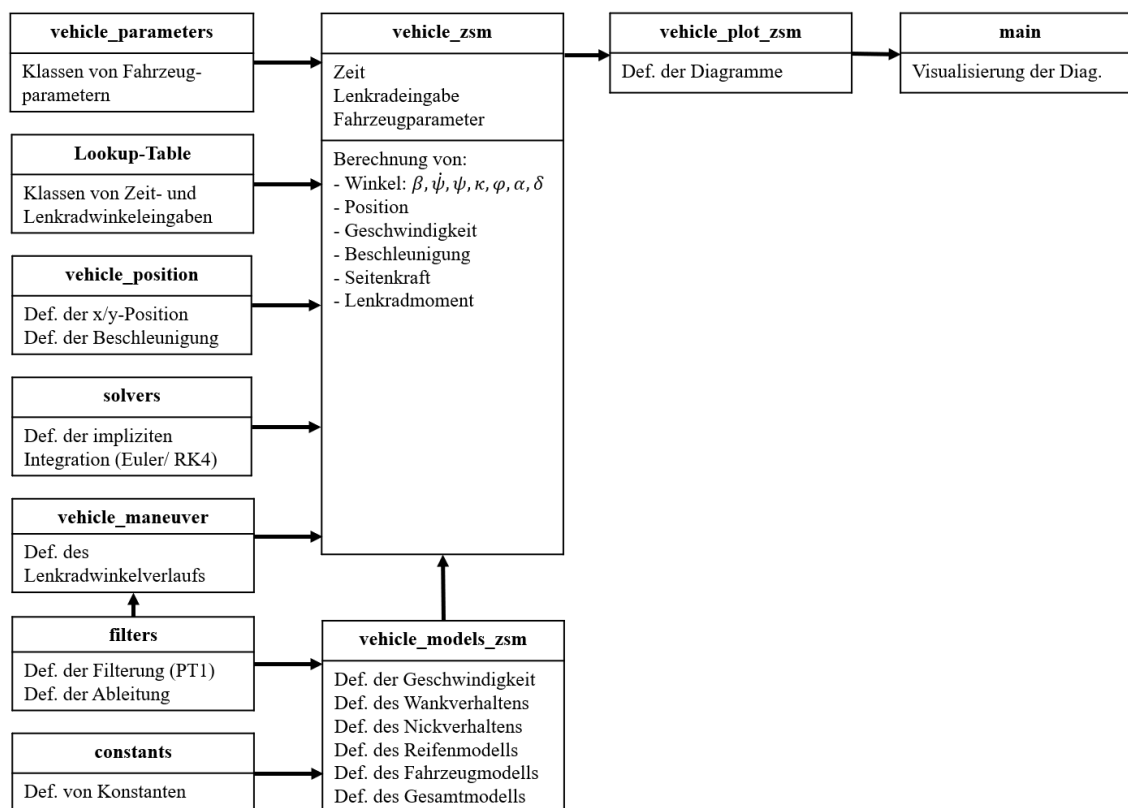 vehicle_parameters
Klassen von Fahrzeug-
parametern
Lookup-Table
Klassen von Zeit- und
Lenkradwinkeleingaben
vehicle_position
Def. der x/y-Position
Def. der Beschleunigung
solvers
Def. der impliziten
Integration (Euler/ RK4)
vehicle_maneuver
Def. des
Lenkradwinkelverlaufs
filters
Def. der Filterung (PT1)
Def. der Ableitung
constants
Def. von Konstanten
vehicle_zsm
Zeit
Lenkradeingabe
Fahrzeugparameter
Berechnung von:
- Winkel: β, ψ̇, ψ, κ, φ, α, δ
- Position
- Geschwindigkeit
- Beschleunigung
- Seitenkraft
- Lenkradmoment
vehicle_models_zsm
Def. der Geschwindigkeit
Def. des Wankverhaltens
Def. des Nickverhaltens
Def. des Reifenmodells
Def. des Fahrzeugmodells
Def. des Gesamtmodells
vehicle_plot_zsm
Def. der Diagramme
main
Visualisierung der Diag.